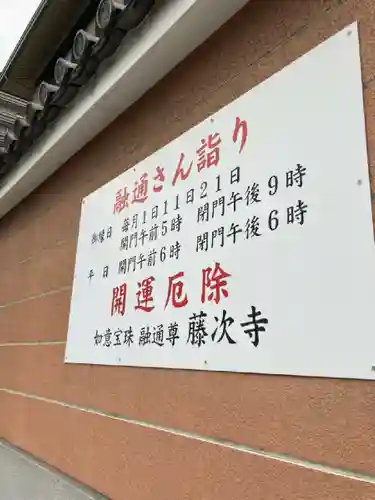 融通さん詣り
御縁日 毎月1日11日21日
開門午前5時 閉門午後9時
平日 開門午前6時 閉門午後6時
開運厄除
如意宝珠 融通尊 藤次寺